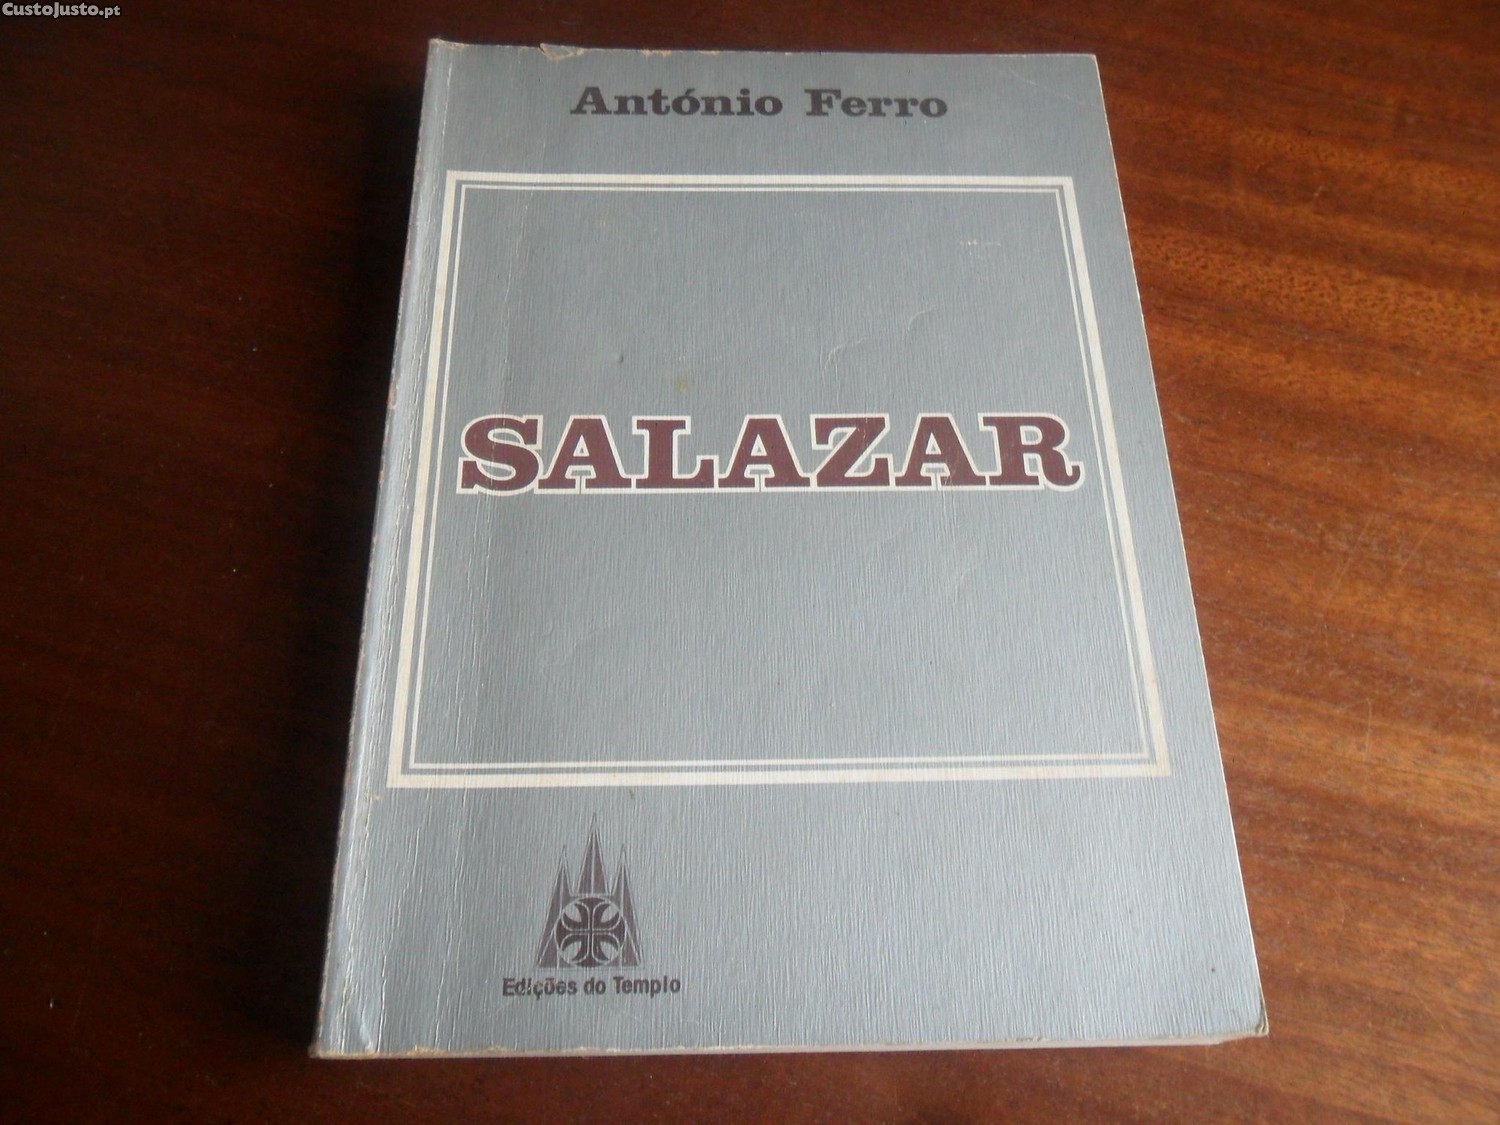 CustoJusto.pt
António Ferro
SALAZAR
Edições do Templo